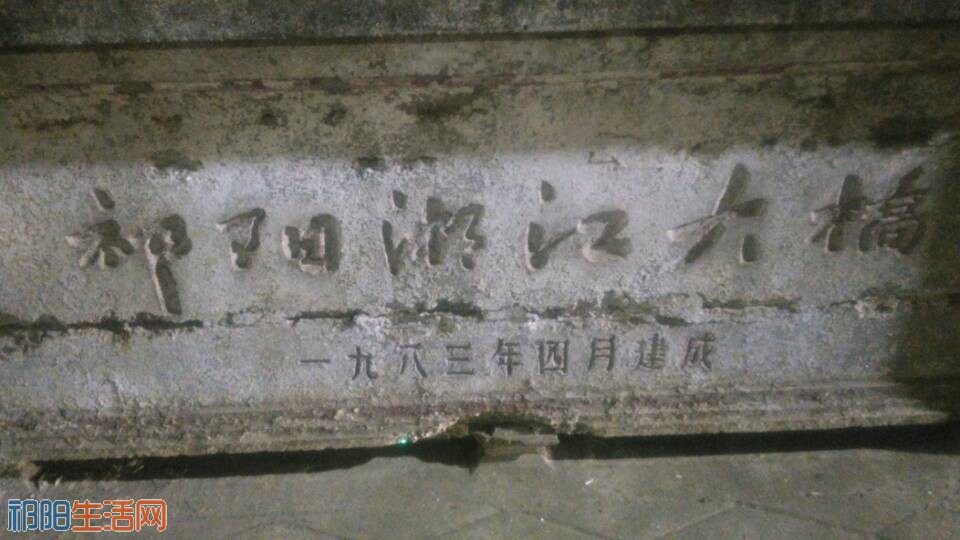 祁阳湘江大桥
一九八三年四月建成
祁阳生活网